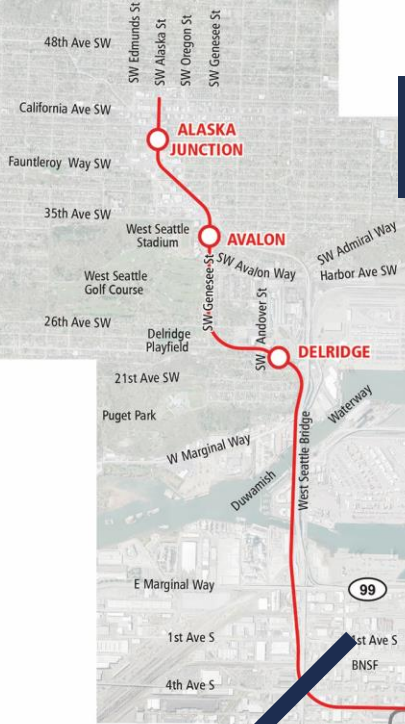 SW Edmunds St
SW Alaska St
SW Oregon St
SW Genesee St
48th Ave SW
California Ave SW
ALASKA
JUNCTION
Fauntleroy Way SW
35th Ave SW
West Seattle
Stadium
AVALON
SW Admiral Way
SW Avalon Way
Harbor Ave SW
West Seattle
Golf Course
SW Genesee St
SW Andover St
26th Ave SW
Delridge
Playfield
DELRIDGE
21st Ave SW
Puget Park
Waterway
W Marginal Way
West Seattle Bridge
Duwamish
E Marginal Way
99
1st Ave S
1st Ave S
BNSF
4th Ave S